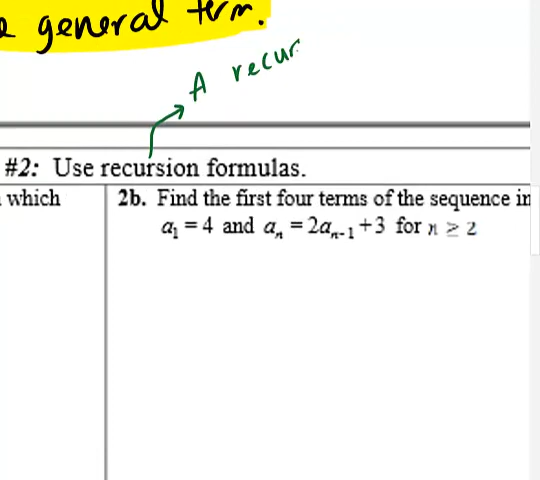 general term.
A recur
#2: Use recursion formulas.
which
2b. Find the first four terms of the sequence in
a₁ = 4 and aₙ = 2aₙ₋₁ + 3 for n ≥ 2